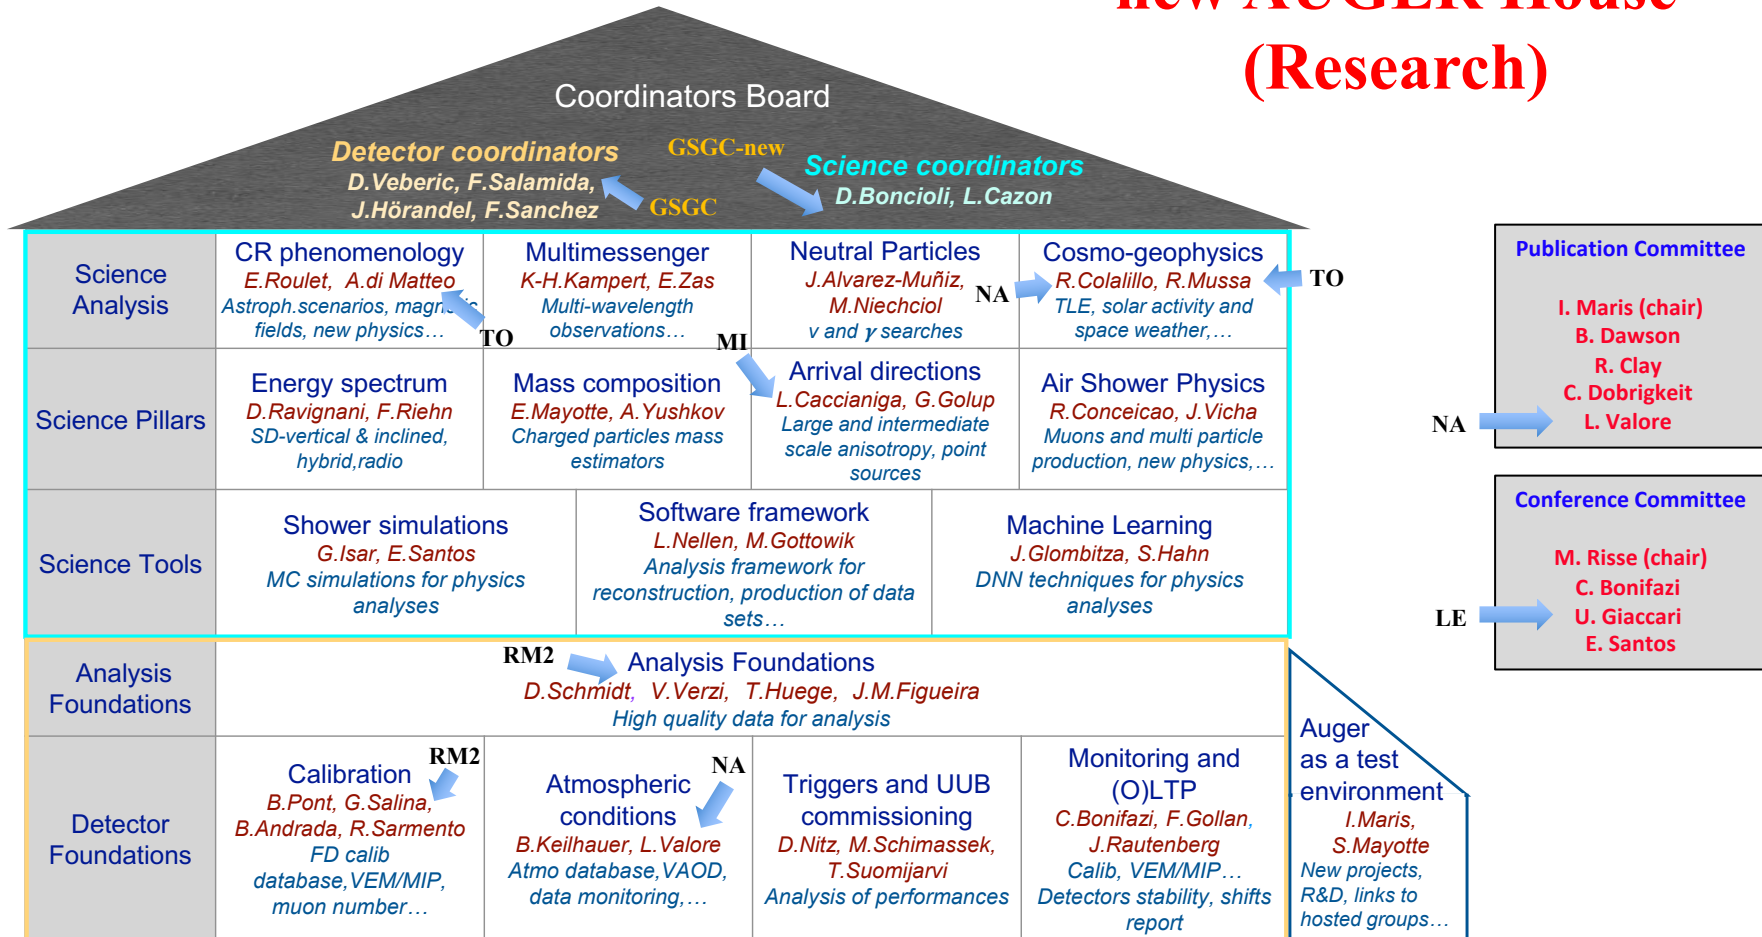 new AUGER House
(Research)
Coordinators Board
Detector coordinators
D.Veberic, F.Salamida,
J.Hörandel, F.Sanchez
GSGC
GSGC-new
Science coordinators
D.Boncioli, L.Cazon
Science
Analysis
CR phenomenology
E.Roulet, A.di Matteo
Astroph.scenarios, magnetic
fields, new physics…
TO
Multimessenger
K-H.Kampert, E.Zas
Multi-wavelength
observations…
Neutral Particles
J.Alvarez-Muñiz,
M.Niechciol
ν and γ searches
NA
Cosmo-geophysics
R.Colalillo, R.Mussa
TLE, solar activity and
space weather,…
TO
Science Pillars
Energy spectrum
D.Ravignani, F.Riehn
SD-vertical & inclined,
hybrid,radio
Mass composition
E.Mayotte, A.Yushkov
Charged particles mass
estimators
MI
Arrival directions
L.Caccianiga, G.Golup
Large and intermediate
scale anisotropy, point
sources
Air Shower Physics
R.Conceicao, J.Vicha
Muons and multi particle
production, new physics,…
Science Tools
Shower simulations
G.Isar, E.Santos
MC simulations for physics
analyses
Software framework
L.Nellen, M.Gottowik
Analysis framework for
reconstruction, production of data
sets…
Machine Learning
J.Glombitza, S.Hahn
DNN techniques for physics
analyses
Analysis
Foundations
RM2
Analysis Foundations
D.Schmidt, V.Verzi, T.Huege, J.M.Figueira
High quality data for analysis
Detector
Foundations
RM2
Calibration
B.Pont, G.Salina,
B.Andrada, R.Sarmento
FD calib
database,VEM/MIP,
muon number…
NA
Atmospheric
conditions
B.Keilhauer, L.Valore
Atmo database,VAOD,
data monitoring,…
Triggers and UUB
commissioning
D.Nitz, M.Schimassek,
T.Suomijarvi
Analysis of performances
Monitoring and
(O)LTP
C.Bonifazi, F.Gollan,
J.Rautenberg
Calib, VEM/MIP…
Detectors stability, shifts
report
Auger
as a test
environment
I.Maris,
S.Mayotte
New projects,
R&D, links to
hosted groups…
Publication Committee
I. Maris (chair)
B. Dawson
R. Clay
C. Dobrigkeit
L. Valore
NA
Conference Committee
M. Risse (chair)
C. Bonifazi
U. Giaccari
E. Santos
LE